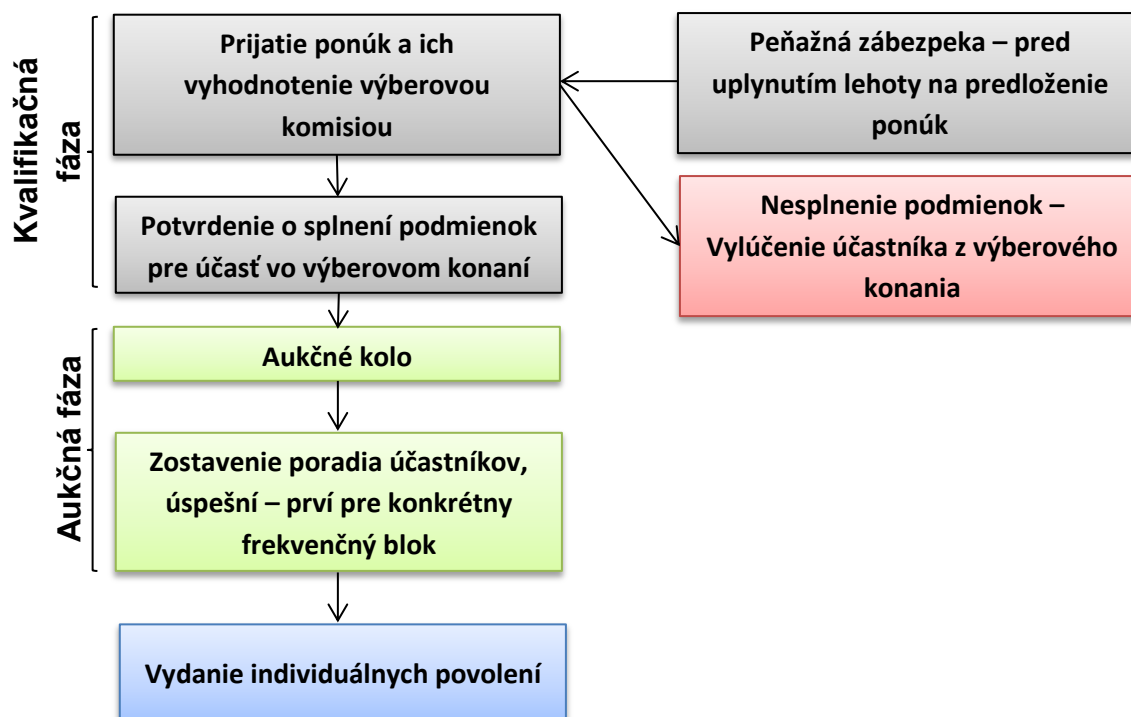 Kvalifikačná
fáza
Prijatie ponúk a ich
vyhodnotenie výberovou
komisiou
Peňažná zábezpeka – pred
uplynutím lehoty na predloženie
ponúk
Nesplnenie podmienok –
Vylúčenie účastníka z výberového
konania
Potvrdenie o splnení podmienok
pre účasť vo výberovom konaní
Aukčná fáza
Aukčné kolo
Zostavenie poradia účastníkov,
úspešní – prví pre konkrétny
frekvenčný blok
Vydanie individuálnych povolení